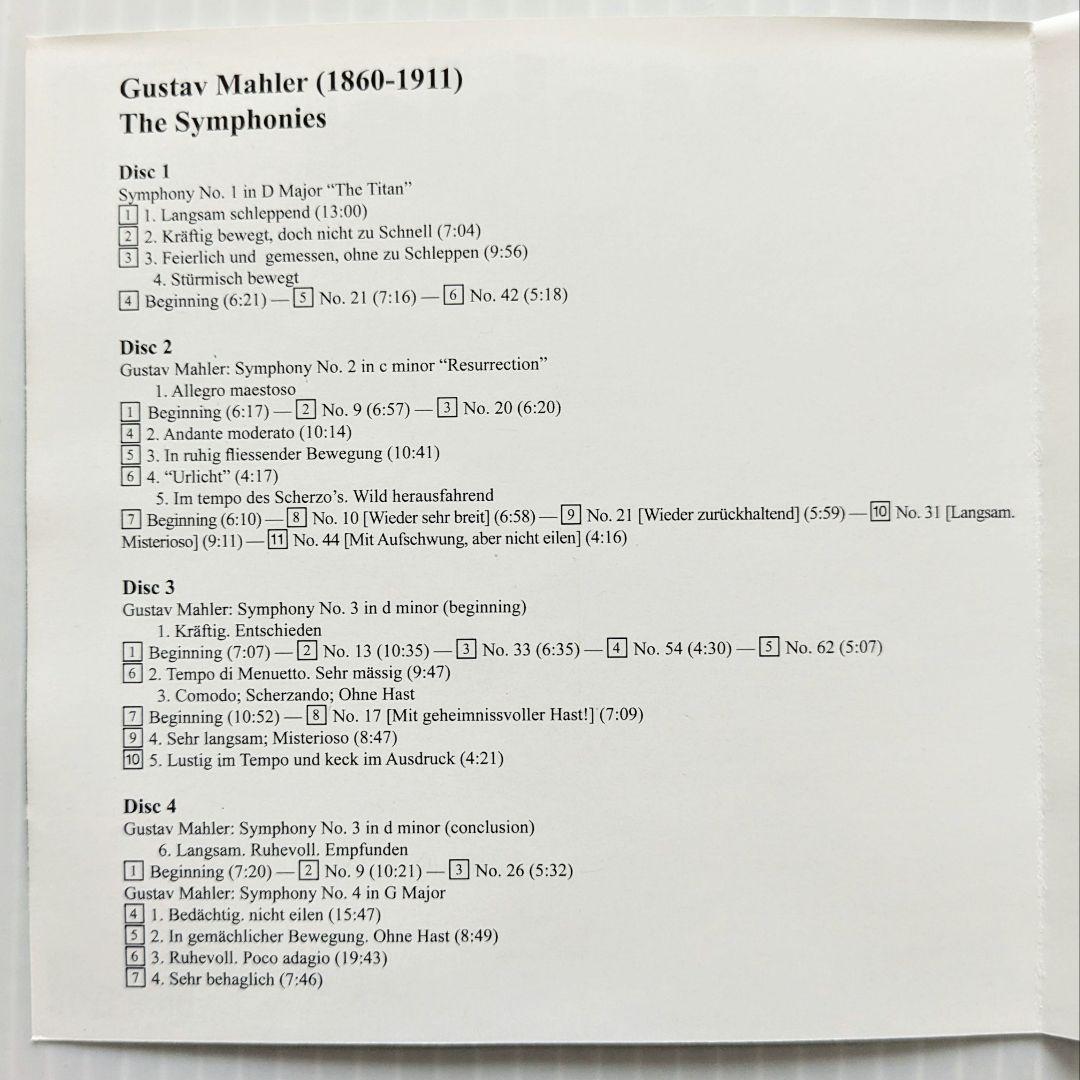 Gustav Mahler (1860-1911)
The Symphonies
Disc 1
Symphony No. 1 in D Major “The Titan”
1 1. Langsam schleppend (13:00)
2 2. Kräftig bewegt, doch nicht zu Schnell (7:04)
3 3. Feierlich und gemessen, ohne zu Schleppen (9:56)
4. Stürmisch bewegt
4 Beginning (6:21) — 5 No. 21 (7:16) — 6 No. 42 (5:18)
Disc 2
Gustav Mahler: Symphony No. 2 in c minor “Resurrection”
1. Allegro maestoso
1 Beginning (6:17) — 2 No. 9 (6:57) — 3 No. 20 (6:20)
4 2. Andante moderato (10:14)
5 3. In ruhig fliessender Bewegung (10:41)
6 4. “Urlicht” (4:17)
5. Im tempo des Scherzo’s. Wild herausfahrend
7 Beginning (6:10) — 8 No. 10 [Wieder sehr breit] (6:58) — 9 No. 21 [Wieder zurückhaltend] (5:59) — 10 No. 31 [Langsam.
Misterioso] (9:11) — 11 No. 44 [Mit Aufschwung, aber nicht eilen] (4:16)
Disc 3
Gustav Mahler: Symphony No. 3 in d minor (beginning)
1. Kräftig. Entschieden
1 Beginning (7:07) — 2 No. 13 (10:35) — 3 No. 33 (6:35) — 4 No. 54 (4:30) — 5 No. 62 (5:07)
6 2. Tempo di Menuetto. Sehr mässig (9:47)
3. Comodo; Scherzando; Ohne Hast
7 Beginning (10:52) — 8 No. 17 [Mit geheimnissvoller Hast!] (7:09)
9 4. Sehr langsam; Misterioso (8:47)
10 5. Lustig im Tempo und keck im Ausdruck (4:21)
Disc 4
Gustav Mahler: Symphony No. 3 in d minor (conclusion)
6. Langsam. Ruhevoll. Empfunden
1 Beginning (7:20) — 2 No. 9 (10:21) — 3 No. 26 (5:32)
Gustav Mahler: Symphony No. 4 in G Major
4 1. Bedächtig. nicht eilen (15:47)
5 2. In gemächlicher Bewegung. Ohne Hast (8:49)
6 3. Ruhevoll. Poco adagio (19:43)
7 4. Sehr behaglich (7:46)